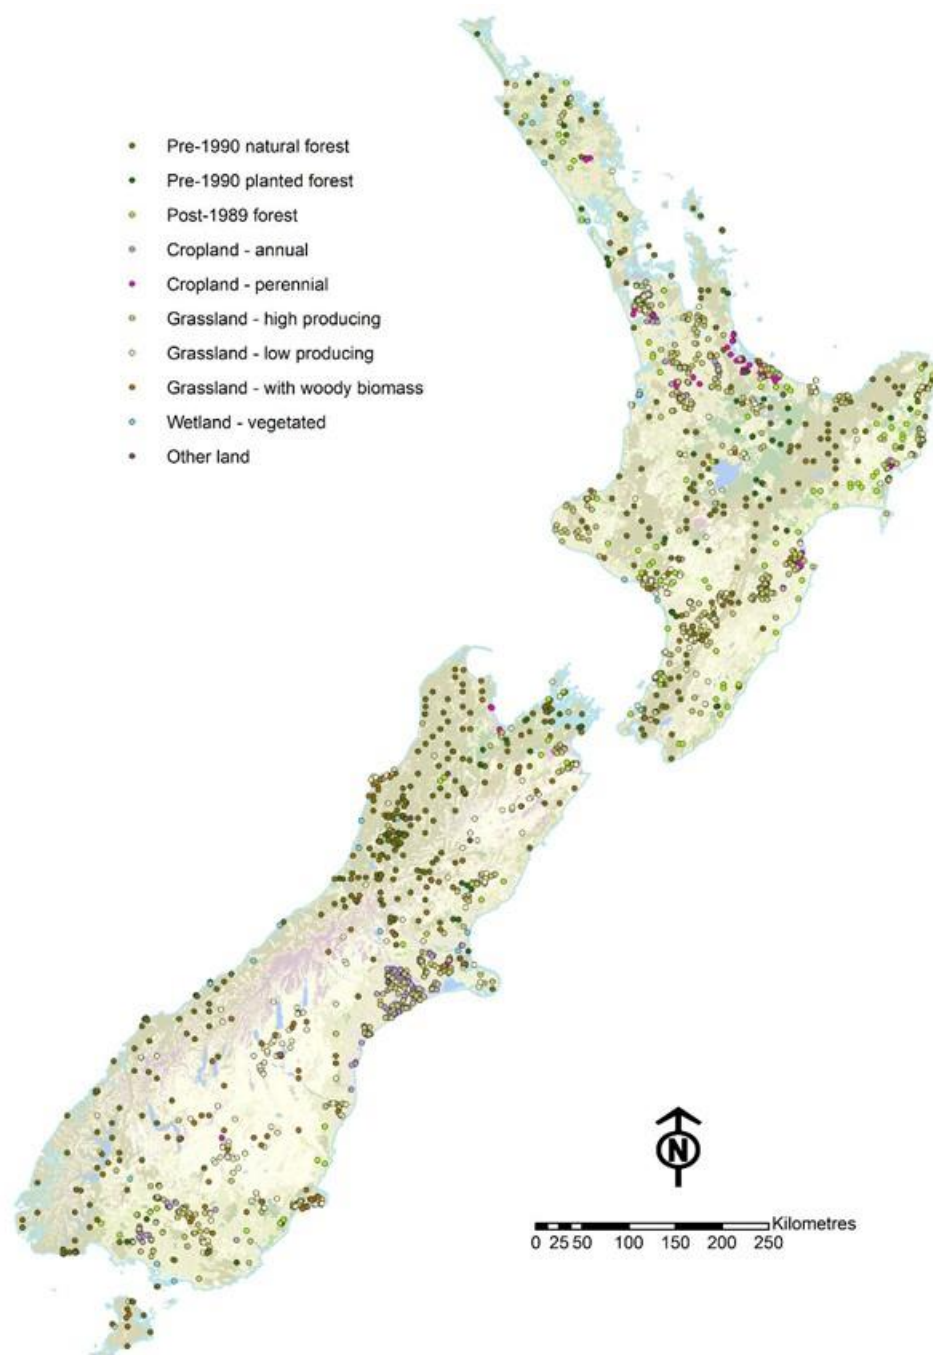 Pre-1990 natural forest
Pre-1990 planted forest
Post-1989 forest
Cropland - annual
Cropland - perennial
Grassland - high producing
Grassland - low producing
Grassland - with woody biomass
Wetland - vegetated
Other land
N
Kilometres
0 25 50 100 150 200 250